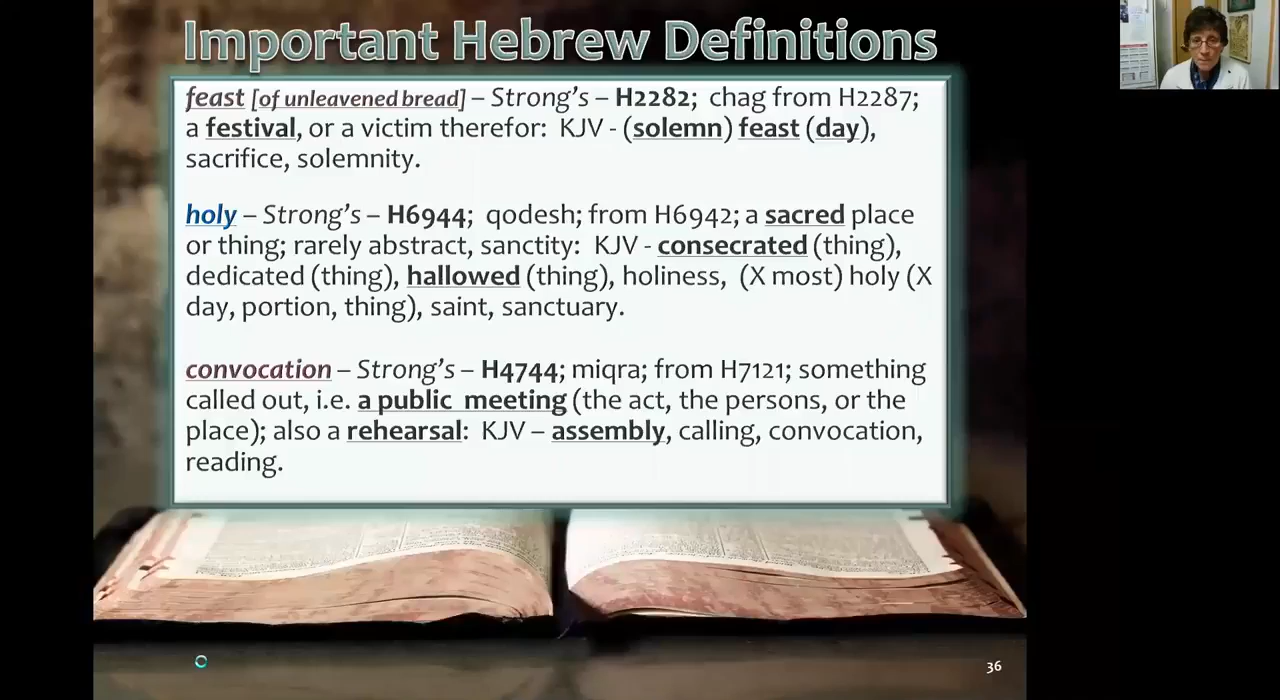 Important Hebrew Definitions
feast [of unleavened bread] – Strong's – H2282; chag from H2287;
a festival, or a victim therefor: KJV - (solemn) feast (day),
sacrifice, solemnity.
holy – Strong's – H6944; qodesh; from H6942; a sacred place
or thing; rarely abstract, sanctity: KJV - consecrated (thing),
dedicated (thing), hallowed (thing), holiness, (X most) holy (X
day, portion, thing), saint, sanctuary.
convocation – Strong's – H4744; miqra; from H7121; something
called out, i.e. a public meeting (the act, the persons, or the
place); also a rehearsal: KJV – assembly, calling, convocation,
reading.
36